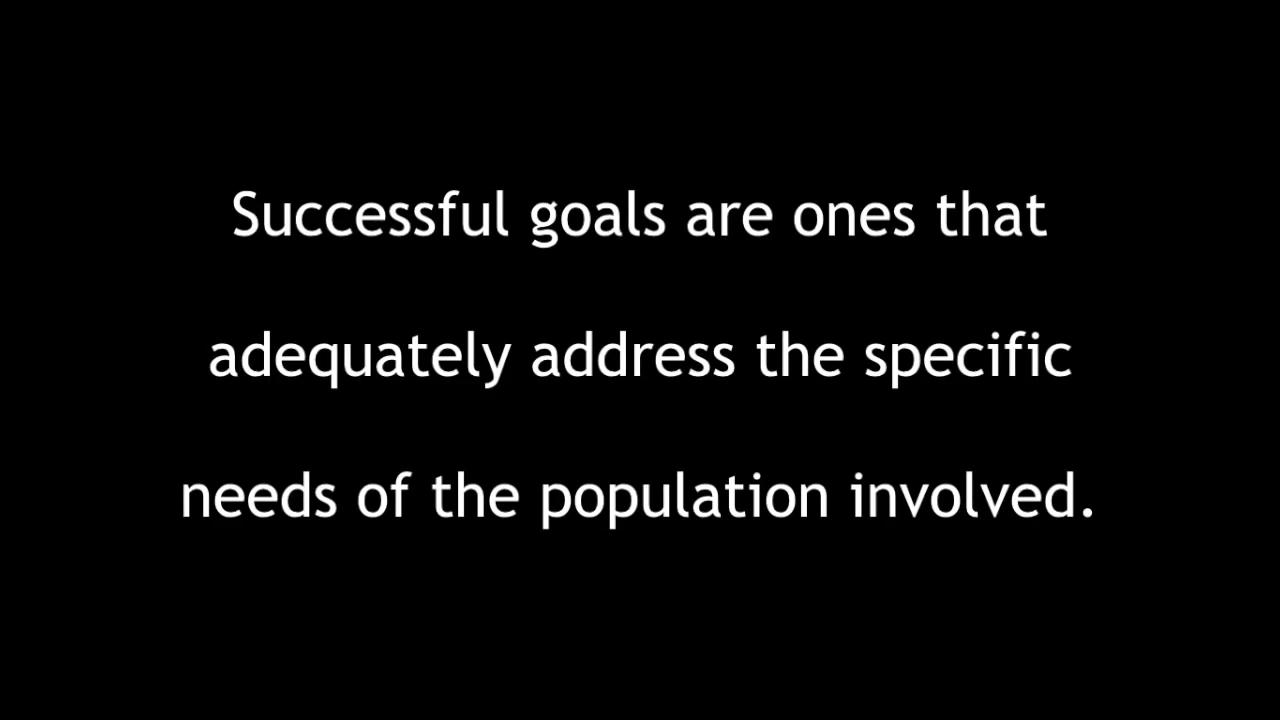 Successful goals are ones that
adequately address the specific
needs of the population involved.